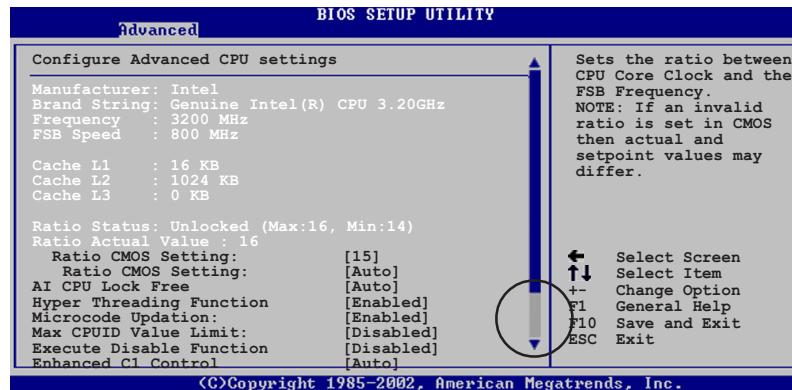 BIOS SETUP UTILITY
Advanced
Configure Advanced CPU settings
Manufacturer: Intel
Brand String: Genuine Intel(R) CPU 3.20GHz
Frequency : 3200 MHz
FSB Speed : 800 MHz
Cache L1 : 16 KB
Cache L2 : 1024 KB
Cache L3 : 0 KB
Ratio Status: Unlocked (Max:16, Min:14)
Ratio Actual Value : 16
Ratio CMOS Setting: [15]
Ratio CMOS Setting: [Auto]
AI CPU Lock Free [Auto]
Hyper Threading Function [Enabled]
Microcode Updation: [Enabled]
Max CPUID Value Limit: [Disabled]
Execute Disable Function [Disabled]
Enhanced C1 Control [Auto]
Sets the ratio between
CPU Core Clock and the
FSB Frequency.
NOTE: If an invalid
ratio is set in CMOS
then actual and
setpoint values may
differ.
Select Screen
Select Item
+- Change Option
F1 General Help
F10 Save and Exit
ESC Exit
(C)Copyright 1985-2002, American Megatrends, Inc.